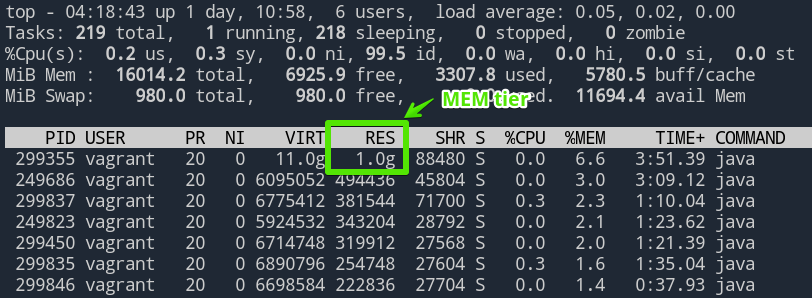 top - 04:18:43 up 1 day, 10:58,  6 users,  load average: 0.05, 0.02, 0.00
Tasks: 219 total,   1 running, 218 sleeping,   0 stopped,   0 zombie
%Cpu(s):  0.2 us,  0.3 sy,  0.0 ni, 99.5 id,  0.0 wa,  0.0 hi,  0.0 si,  0.0 st
MiB Mem :  16014.2 total,   6925.9 free,   3307.8 used,   5780.5 buff/cache
MiB Swap:    980.0 total,    980.0 free,   used.  11694.4 avail Mem
MEM tier
PID USER      PR  NI    VIRT    RES    SHR S  %CPU  %MEM     TIME+ COMMAND
299355 vagrant   20   0   11.0g   1.0g  88480 S   0.0   6.6   3:51.39 java
249686 vagrant   20   0 6095052 494436  45804 S   0.0   3.0   3:09.12 java
299837 vagrant   20   0 6775412 381544  71700 S   0.3   2.3   1:10.04 java
249823 vagrant   20   0 5924532 343204  28792 S   0.0   2.1   1:23.62 java
299450 vagrant   20   0 6714748 319912  27568 S   0.0   2.0   1:21.39 java
299835 vagrant   20   0 6890796 254748  27604 S   0.3   1.6   1:35.04 java
299846 vagrant   20   0 6698584 222836  27704 S   0.0   1.4   0:37.93 java